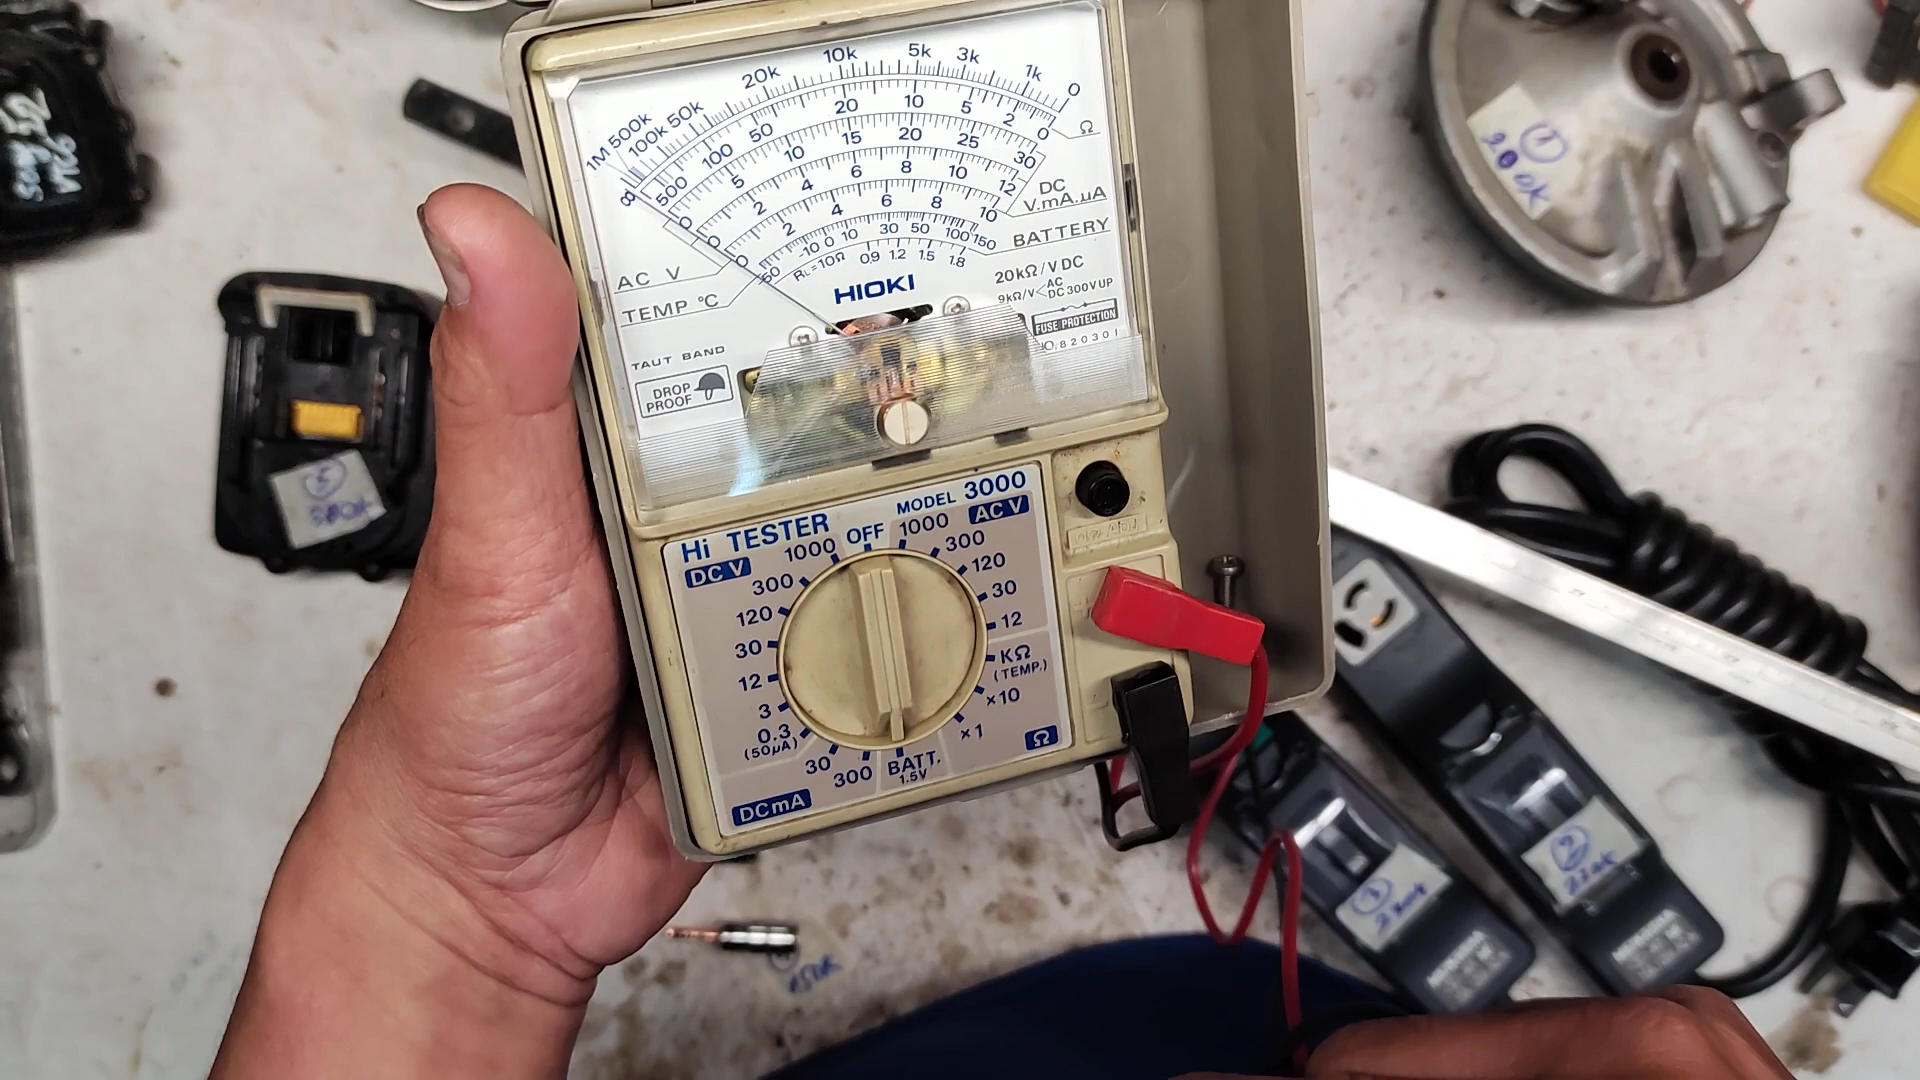 10k 5k 3k 1k 0
20k
1M 500k 100k 50k
∞ 500 100 50 20 10 5 2 0 Ω
0 5 10 15 20 25 30
0 2 4 6 8 10 12
DC
V.mA.μA
0 2 4 6 8 10
BATTERY
-10 0 10 30 50 100 150
RL=10Ω 0.9 1.2 1.5 1.8
AC V
TEMP °C
HIOKI
20kΩ/V DC
9kΩ/V AC
DC 300V UP
FUSE PROTECTION
TAUT BAND
DROP
PROOF
Hi TESTER
MODEL 3000
DC V
OFF
AC V
1000
300
120
30
12
3
0.3
(50μA)
30
300
DC mA
1000
300
120
30
12
KΩ
(TEMP.)
×10
×1
Ω
BATT.
1.5V